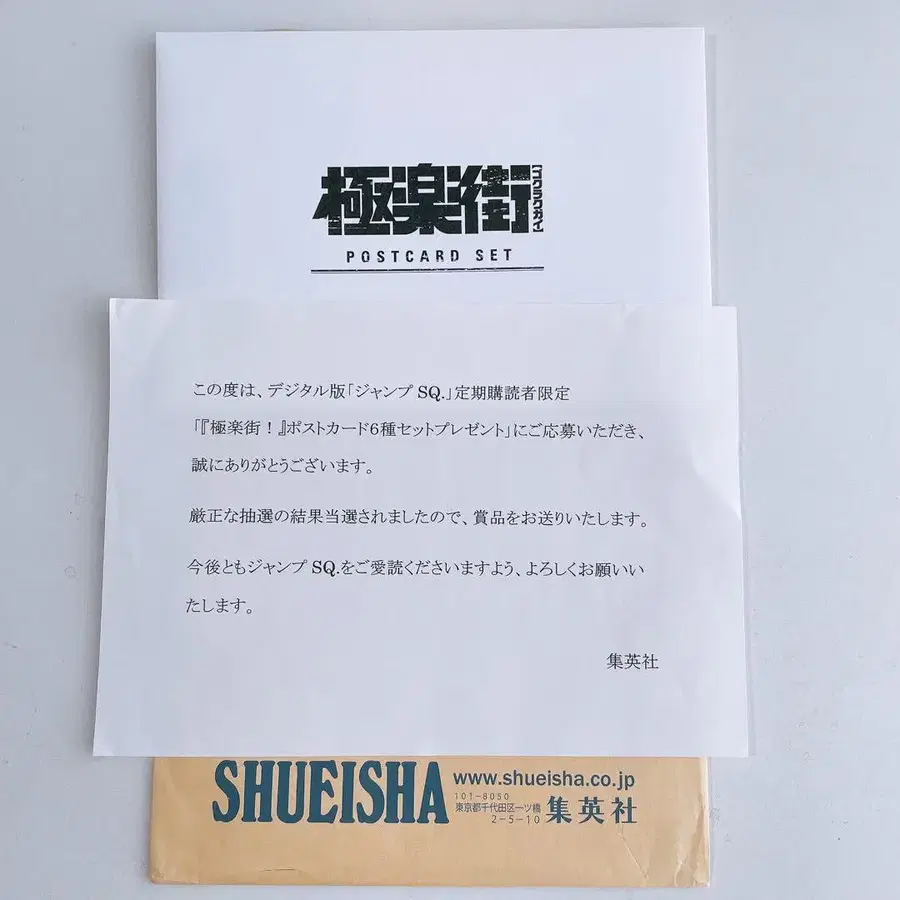 極楽街
【ゴクラクガイ】
POSTCARD SET
この度は、デジタル版「ジャンプ SQ.」定期購読者限定
「『極楽街!』ポストカード6種セットプレゼント」にご応募いただき、
誠にありがとうございます。
厳正な抽選の結果当選されましたので、賞品をお送りいたします。
今後ともジャンプ SQ.をご愛読くださいますよう、よろしくお願いい
たします。
集英社
SHUEISHA
www.shueisha.co.jp
101-8050
東京都千代田区一ツ橋
2-5-10
集英社